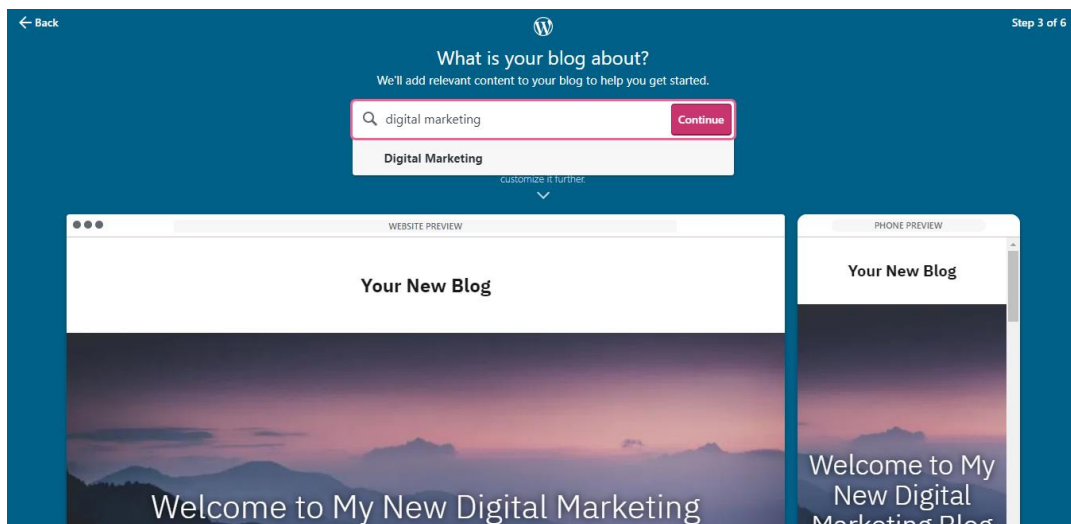 Back
Step 3 of 6
What is your blog about?
We'll add relevant content to your blog to help you get started.
digital marketing
Continue
Digital Marketing
customize it further.
WEBSITE PREVIEW
Your New Blog
Welcome to My New Digital Marketing
PHONE PREVIEW
Your New Blog
Welcome to My
New Digital
Marketing Blog